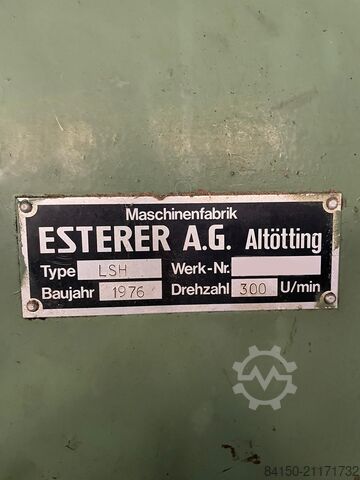 Maschinenfabrik
ESTERER A.G. Altötting
Type LSH Werk-Nr.
Baujahr 1976 Drehzahl 300 U/min
84150-21171732